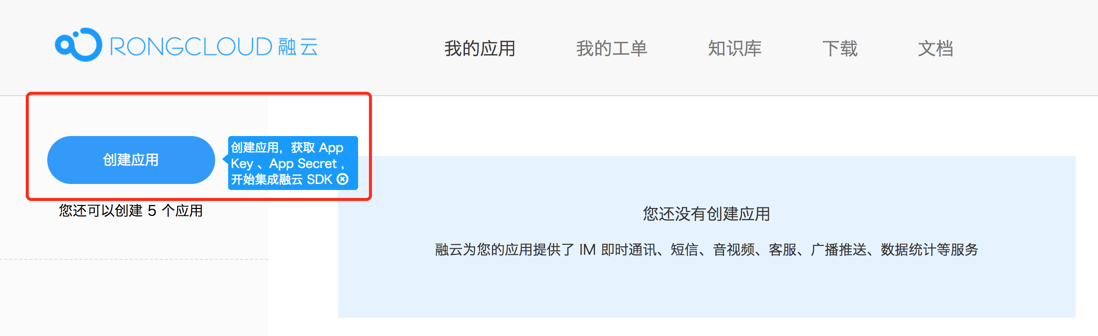 RONGCLOUD 融云
我的应用 我的工单 知识库 下载 文档
创建应用
创建应用，获取 App
Key 、App Secret ，
开始集成融云 SDK
您还可以创建 5 个应用
您还没有创建应用
融云为您的应用提供了 IM 即时通讯、短信、音视频、客服、广播推送、数据统计等服务